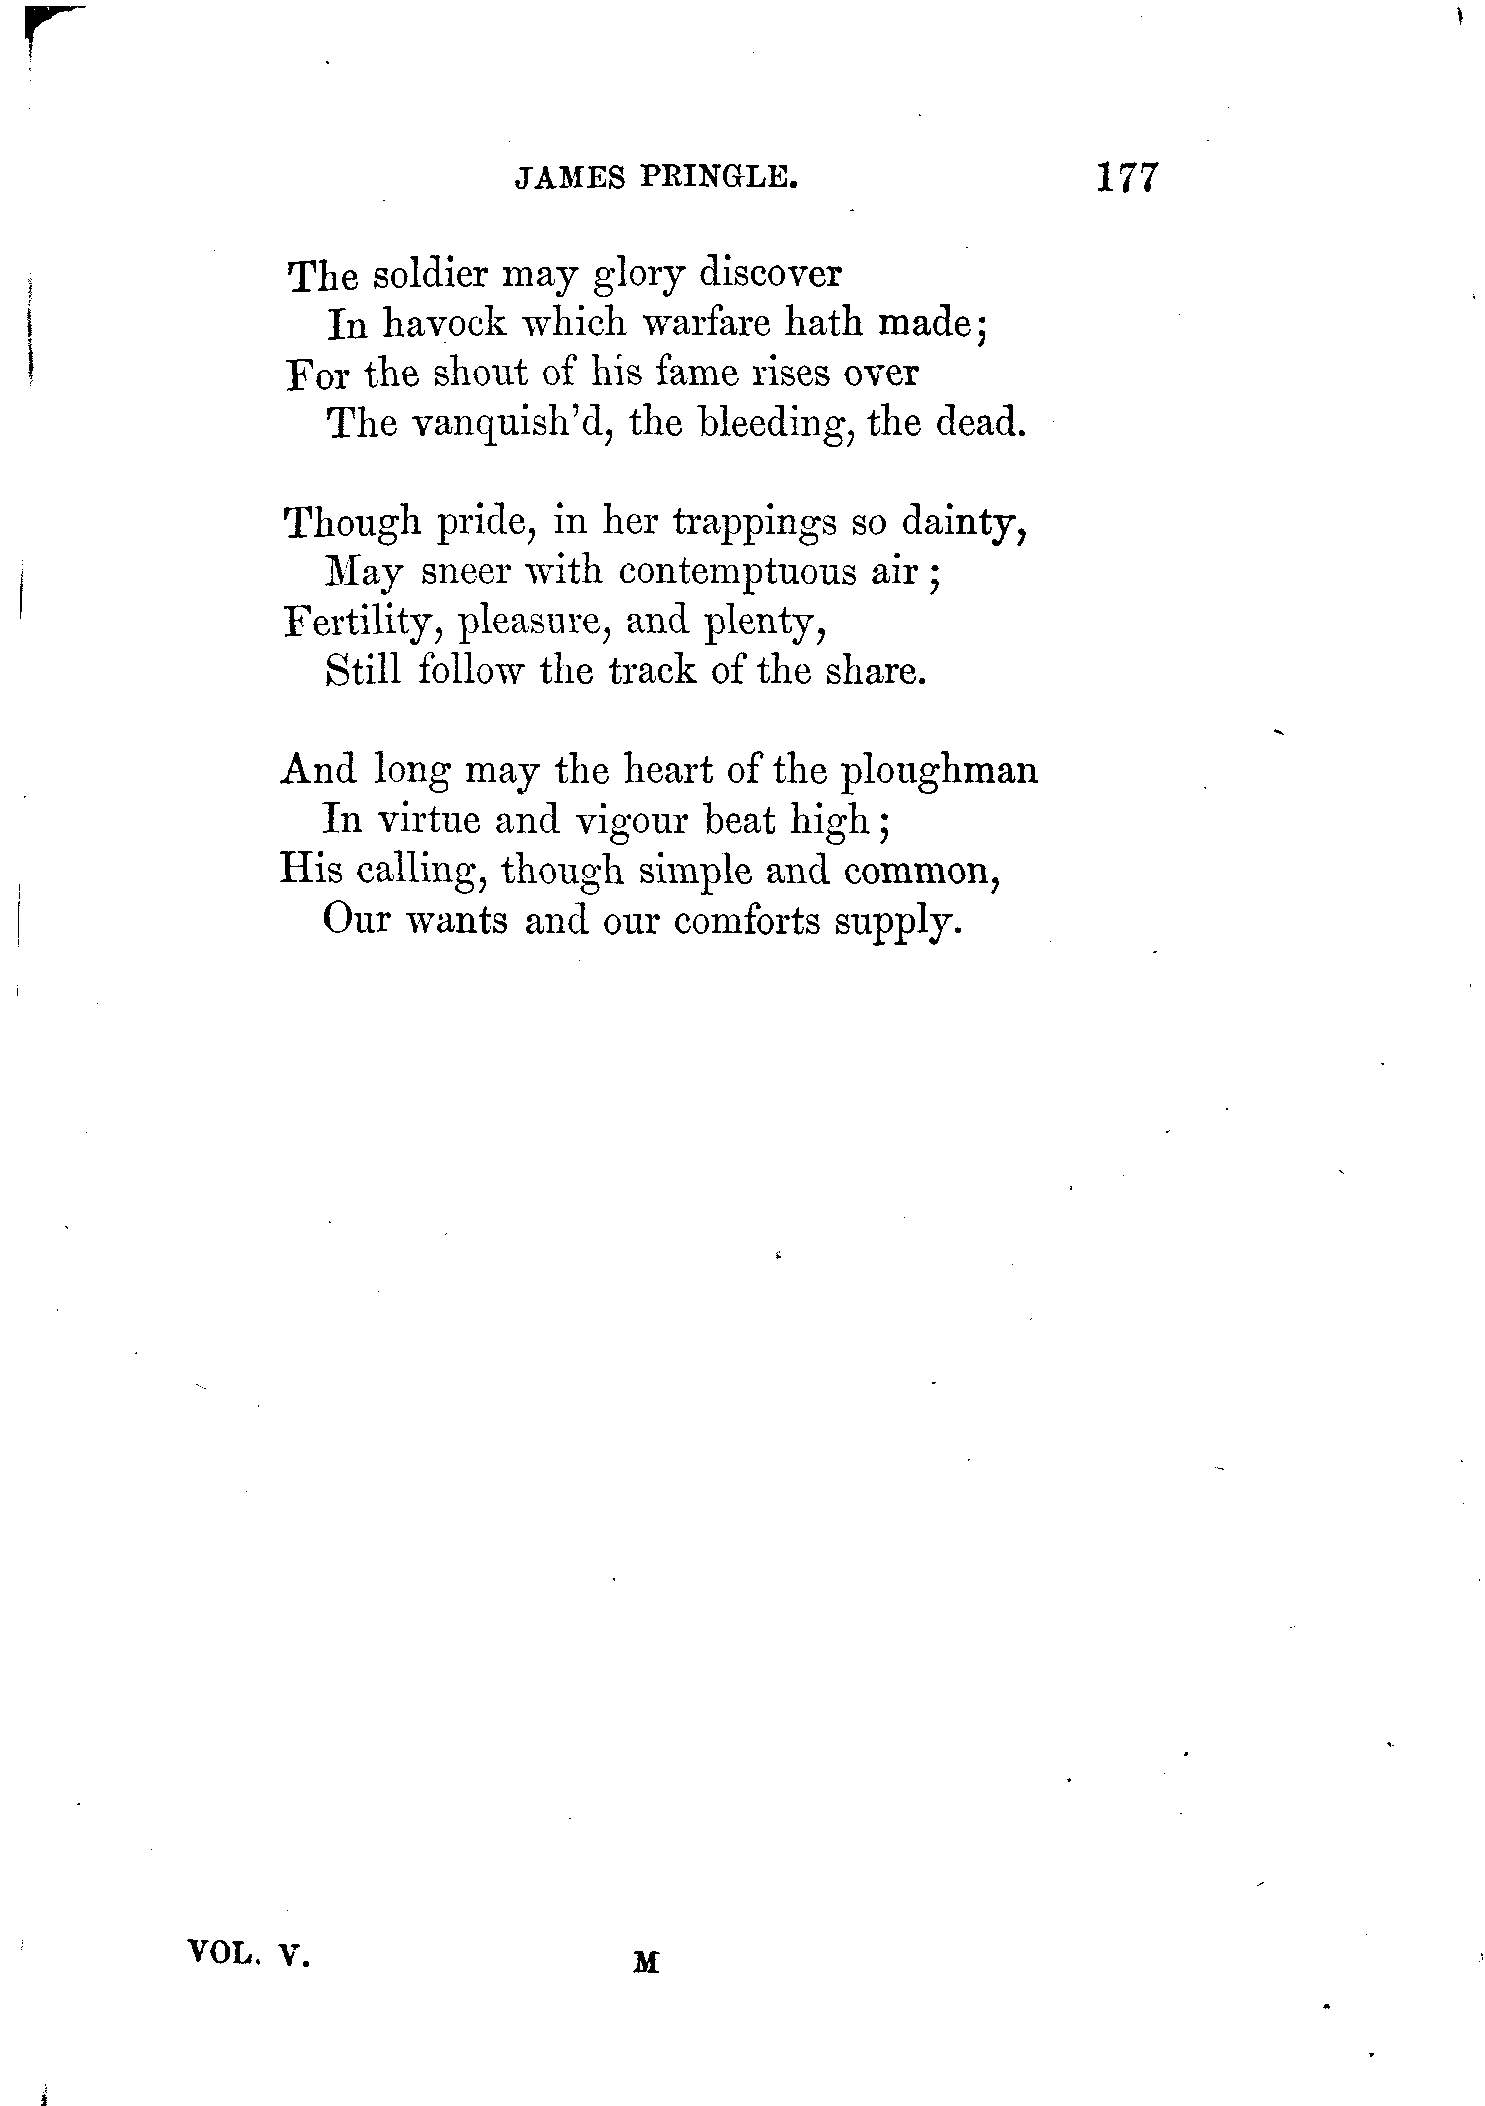 JAMES PRINGLE. 177
The soldier may glory discover
In havock which warfare hath made;
For the shout of his fame rises over
The vanquish'd, the bleeding, the dead.
Though pride, in her trappings so dainty,
May sneer with contemptuous air ;
Fertility, pleasure, and plenty,
Still follow the track of the share.
And long may the heart of the ploughman
In virtue and vigour beat high ;
His calling, though simple and common,
Our wants and our comforts supply.
VOL. V. M